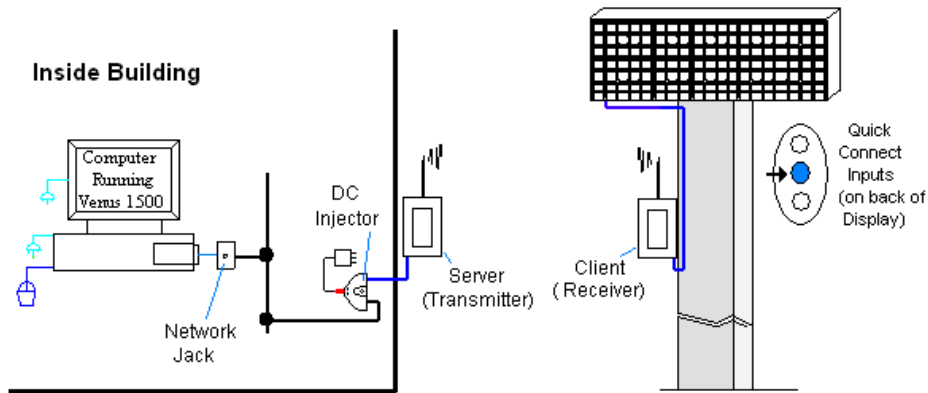 Inside Building
Computer
Running
Venus 1500
Network
Jack
DC
Injector
Server
(Transmitter)
Client
( Receiver)
Quick
Connect
Inputs
(on back of
Display)